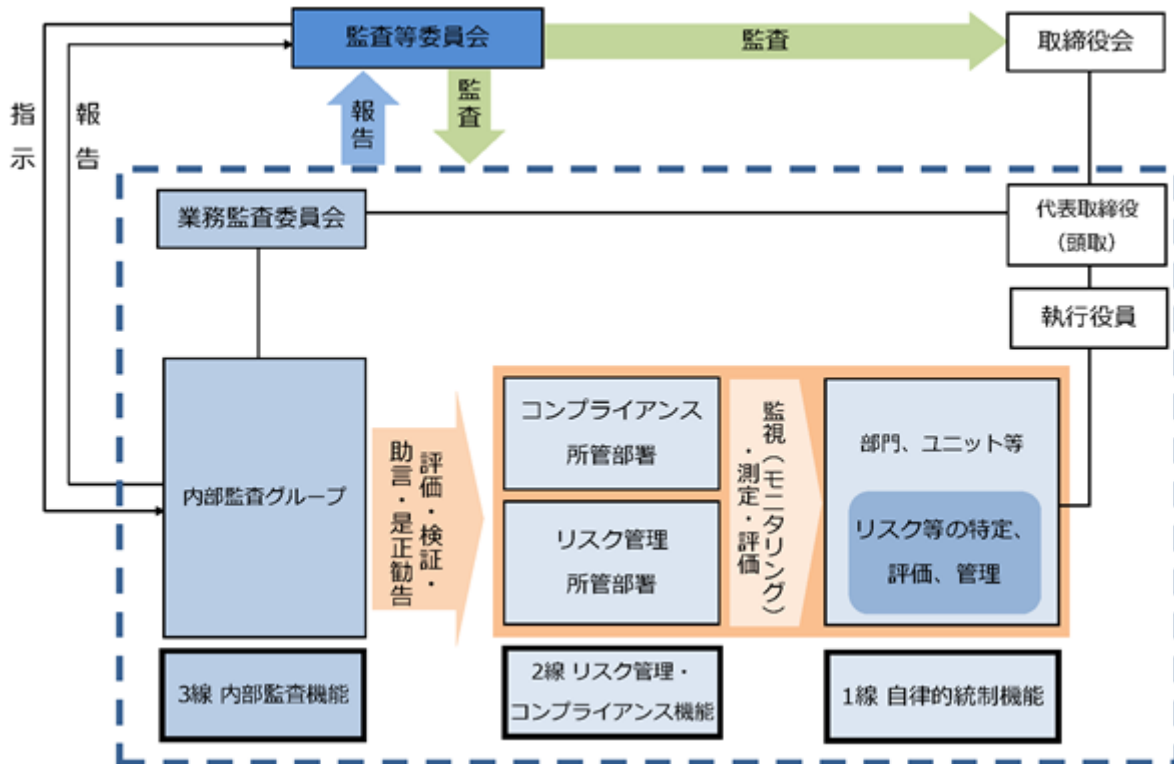 監査等委員会
監査
取締役会
指示
報告
報告
監査
業務監査委員会
代表取締役
（頭取）
執行役員
内部監査グループ
評価・検証・
助言・是正勧告
コンプライアンス
所管部署
リスク管理
所管部署
監視（モニタリング）
・測定・評価
部門、ユニット等
リスク等の特定、
評価、管理
3線 内部監査機能
2線 リスク管理・
コンプライアンス機能
1線 自律的統制機能